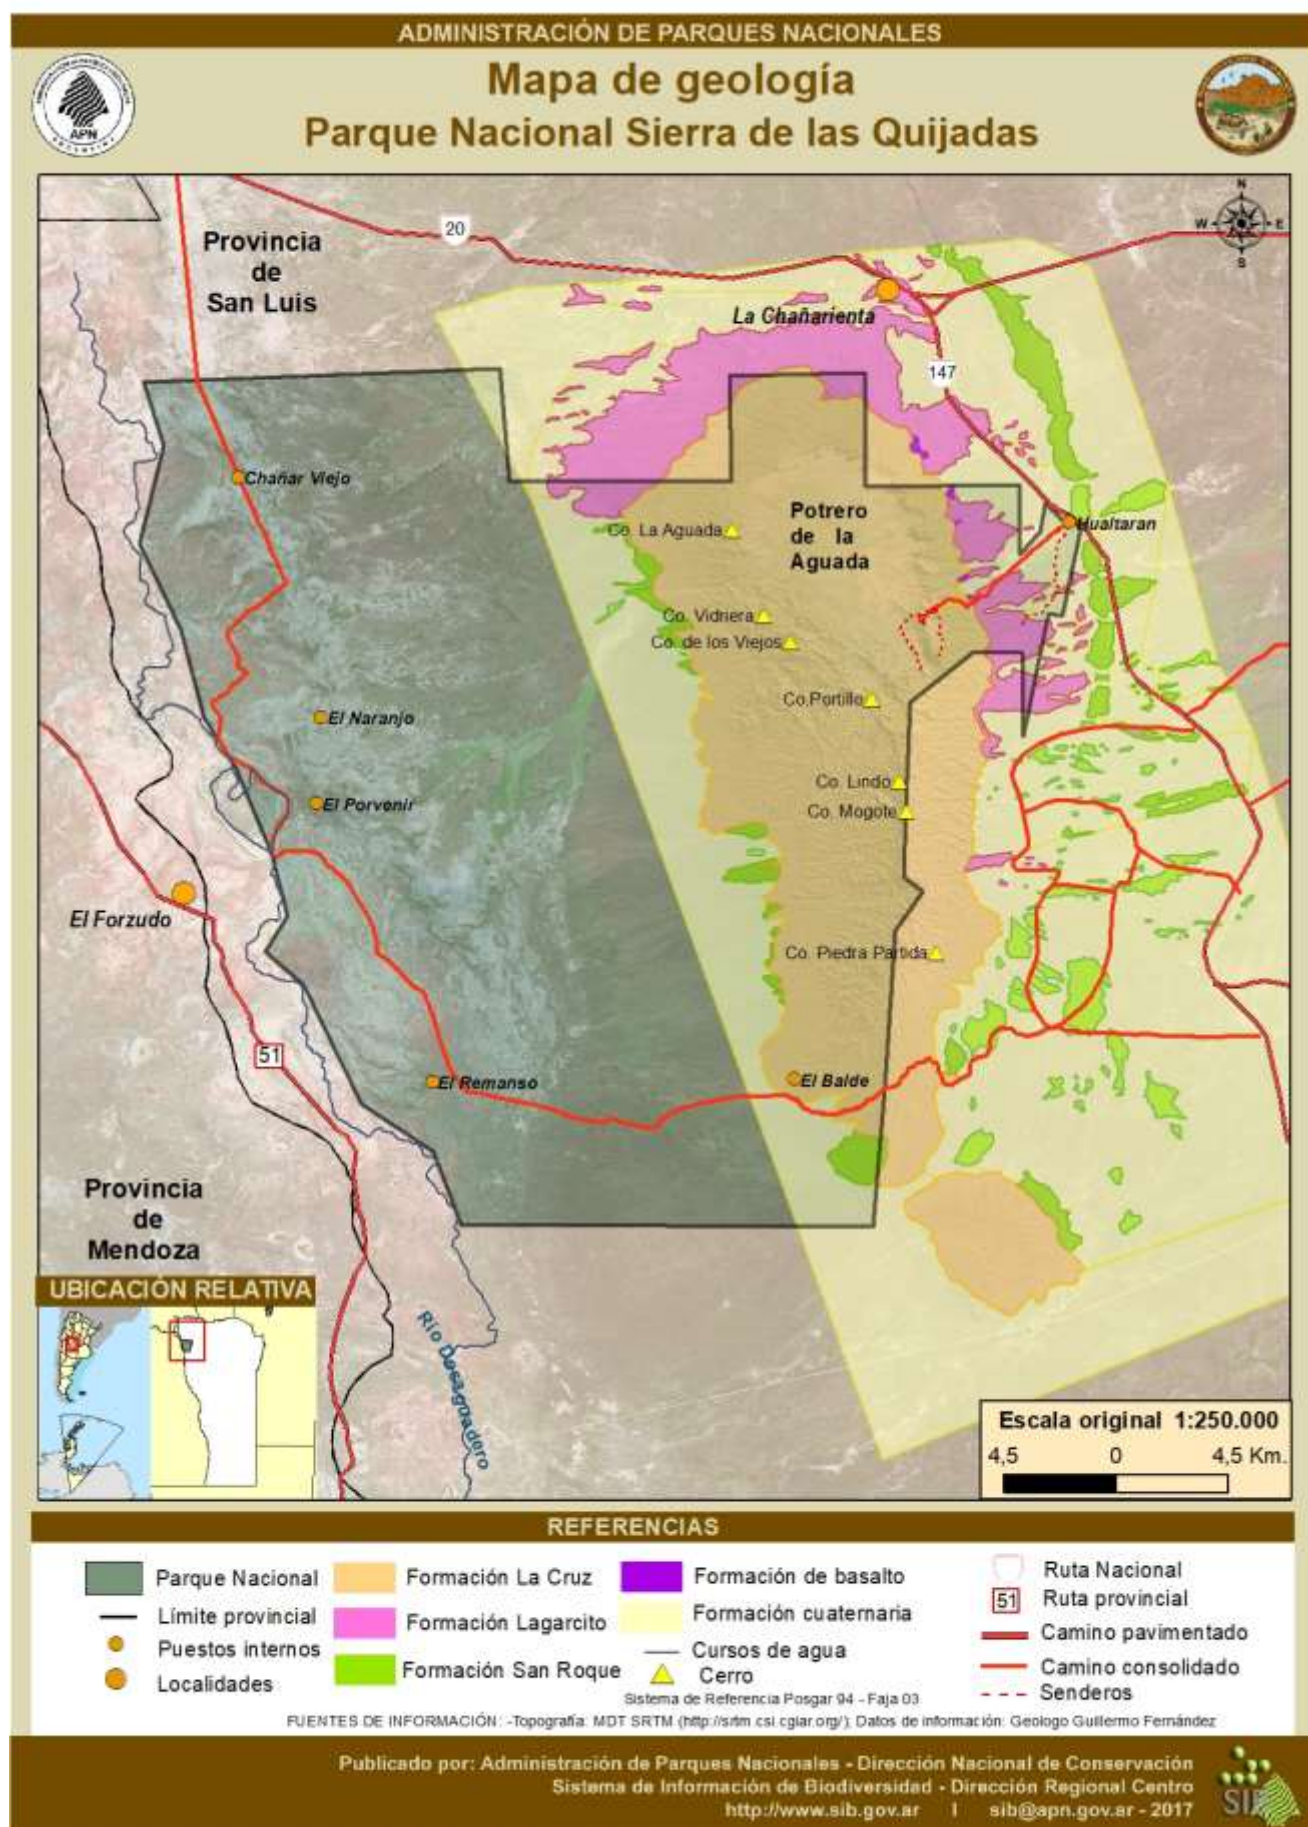 ADMINISTRACIÓN DE PARQUES NACIONALES
Mapa de geología
Parque Nacional Sierra de las Quijadas
APN
ARGENTINA
N
W
E
S
Provincia
de
San Luis
20
La Chañarienta
147
Chañar Viejo
Potrero
de la
Aguada
Co. La Aguada
Hualtaran
Co. Vidriera
Co. de los Viejos
Co.Portillo
El Naranjo
Co. Lindo
El Porvenir
Co. Mogote
El Forzudo
Co. Piedra Partida
51
El Remanso
El Balde
Provincia
de
Mendoza
Río Desaguadero
UBICACIÓN RELATIVA
Escala original 1:250.000
4,5 0 4,5 Km.
REFERENCIAS
Parque Nacional
Límite provincial
Puestos internos
Localidades
Formación La Cruz
Formación Lagarcito
Formación San Roque
Formación de basalto
Formación cuaternaria
Cursos de agua
Cerro
Ruta Nacional
51 Ruta provincial
Camino pavimentado
Camino consolidado
Senderos
Sistema de Referencia Posgar 94 - Faja 03
FUENTES DE INFORMACIÓN: -Topografía: MDT SRTM (http://srtm.csi.cgiar.org/); Datos de información: Geologo Guillermo Fernández
Publicado por: Administración de Parques Nacionales - Dirección Nacional de Conservación
Sistema de Información de Biodiversidad - Dirección Regional Centro
http://www.sib.gov.ar I sib@apn.gov.ar - 2017
SIB